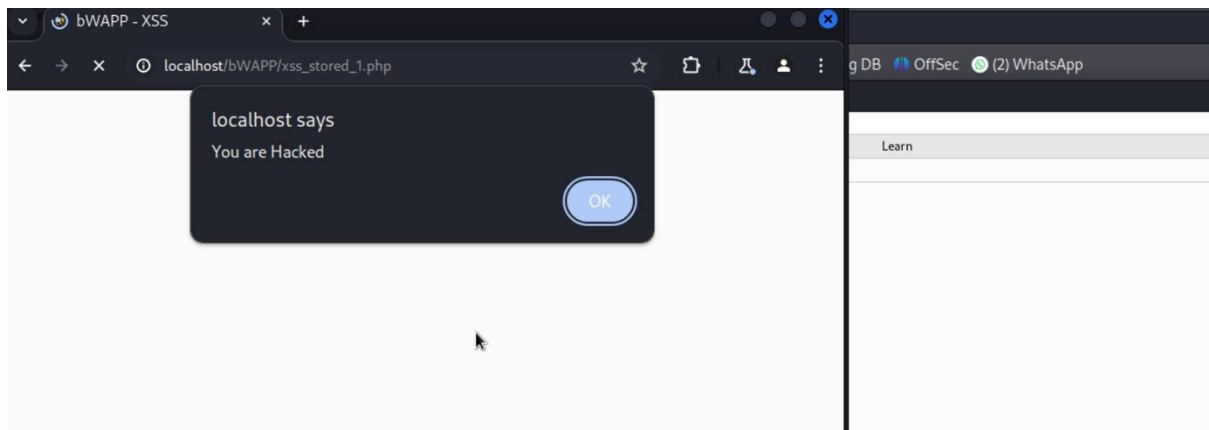 bWAPP - XSS
localhost/bWAPP/xss_stored_1.php
g DB OffSec (2) WhatsApp
localhost says
You are Hacked
OK
Learn